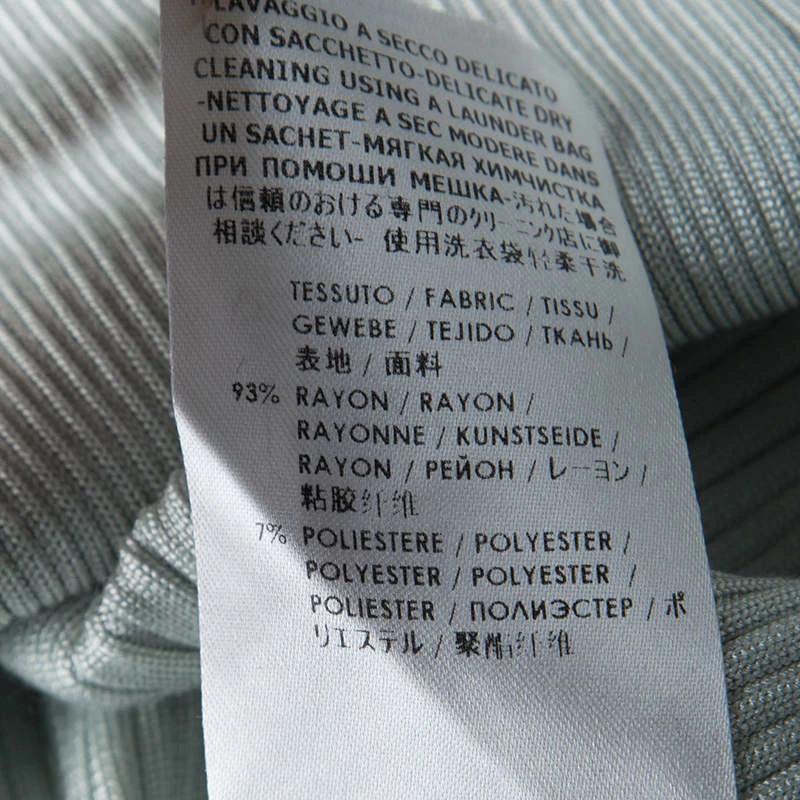 LAVAGGIO A SECCO DELICATO
CON SACCHETTO-DELICATE DRY
CLEANING USING A LAUNDER BAG
-NETTOYAGE A SEC MODERE DANS
UN SACHET-МЯГКАЯ ХИМЧИСТКА
ПРИ ПОМОШИ МЕШКА-汚れた場合
は信頼のおける専門のクリーニング店に御
相談ください- 使用洗衣袋轻柔干洗
TESSUTO / FABRIC / TISSU /
GEWEBE / TEJIDO / ТКАНЬ /
表地 / 面料
93% RAYON / RAYON /
RAYONNE / KUNSTSEIDE /
RAYON / РЕЙОН / レーヨン /
粘胶纤维
7% POLIESTERE / POLYESTER /
POLYESTER / POLYESTER /
POLIESTER / ПОЛИЭСТЕР / ポ
リエステル / 聚酯纤维